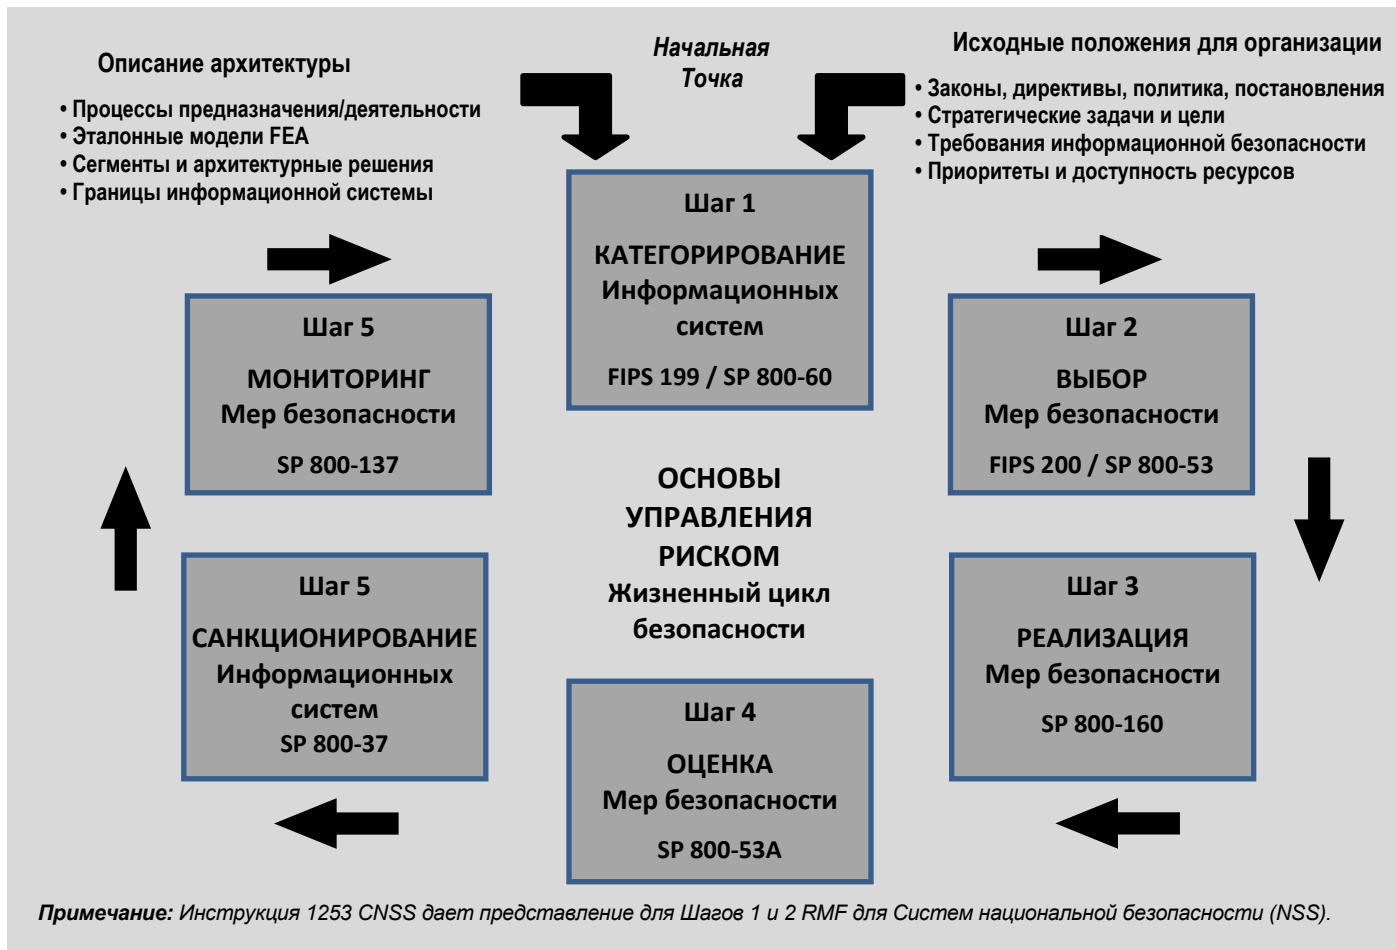 Описание архитектуры
• Процессы предназначения/деятельности
• Эталонные модели FEA
• Сегменты и архитектурные решения
• Границы информационной системы
Начальная
Точка
Исходные положения для организации
• Законы, директивы, политика, постановления
• Стратегические задачи и цели
• Требования информационной безопасности
• Приоритеты и доступность ресурсов
Шаг 1
КАТЕГОРИРОВАНИЕ
Информационных
систем
FIPS 199 / SP 800-60
Шаг 2
ВЫБОР
Мер безопасности
FIPS 200 / SP 800-53
Шаг 3
РЕАЛИЗАЦИЯ
Мер безопасности
SP 800-160
Шаг 4
ОЦЕНКА
Мер безопасности
SP 800-53A
Шаг 5
САНКЦИОНИРОВАНИЕ
Информационных
систем
SP 800-37
Шаг 5
МОНИТОРИНГ
Мер безопасности
SP 800-137
ОСНОВЫ
УПРАВЛЕНИЯ
РИСКОМ
Жизненный цикл
безопасности
Примечание: Инструкция 1253 CNSS дает представление для Шагов 1 и 2 RMF для Систем национальной безопасности (NSS).